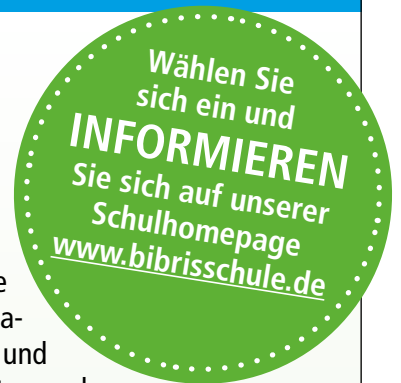 Wählen Sie
sich ein und
INFORMIEREN
Sie sich auf unserer
Schulhomepage
www.bibrisschule.de
e
a-
und